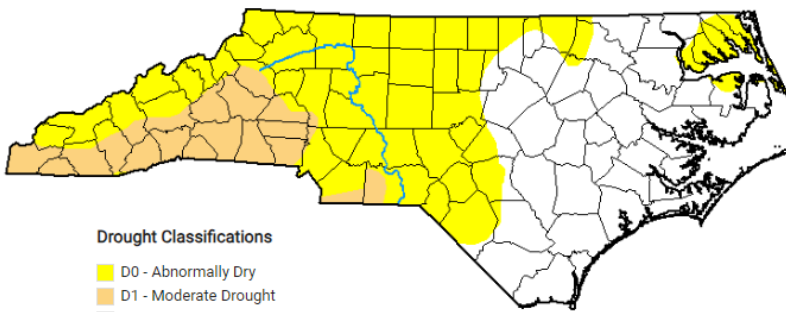 Drought Classifications
D0 - Abnormally Dry
D1 - Moderate Drought